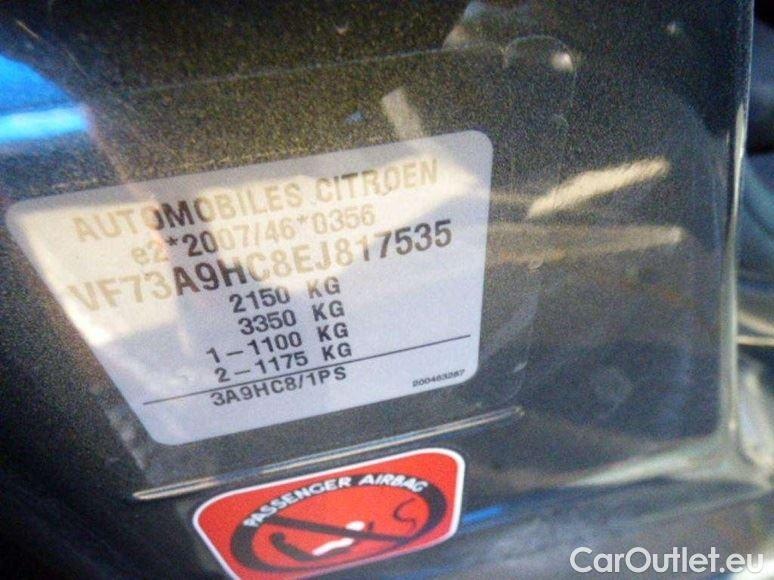 AUTOMOBILES CITROEN
e2*2007/46*0356
VF73A9HC8EJ817535
2150 KG
3350 KG
1-1100 KG
2-1175 KG
3A9HC8/1PS
200463287
PASSENGER AIRBAG
CarOutlet.eu